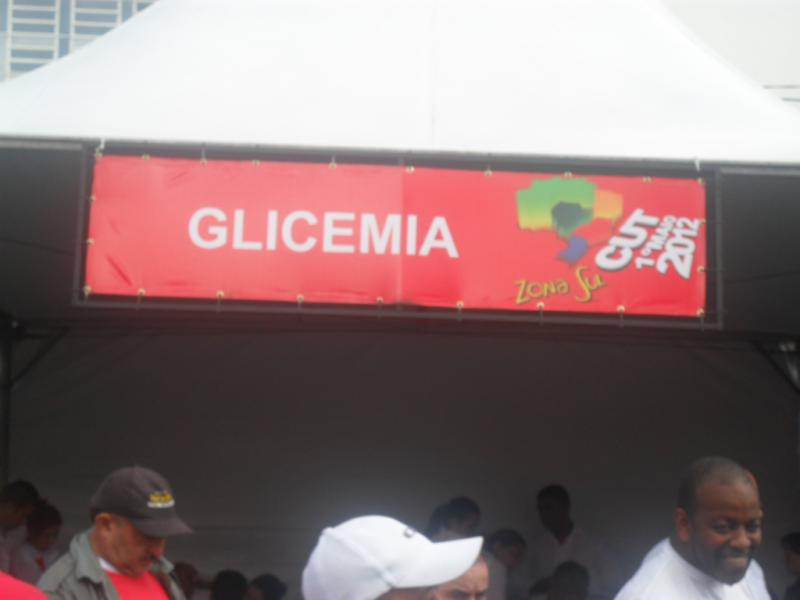 GLICEMIA
ZONA SUL
CUT
1º MAIO
2012